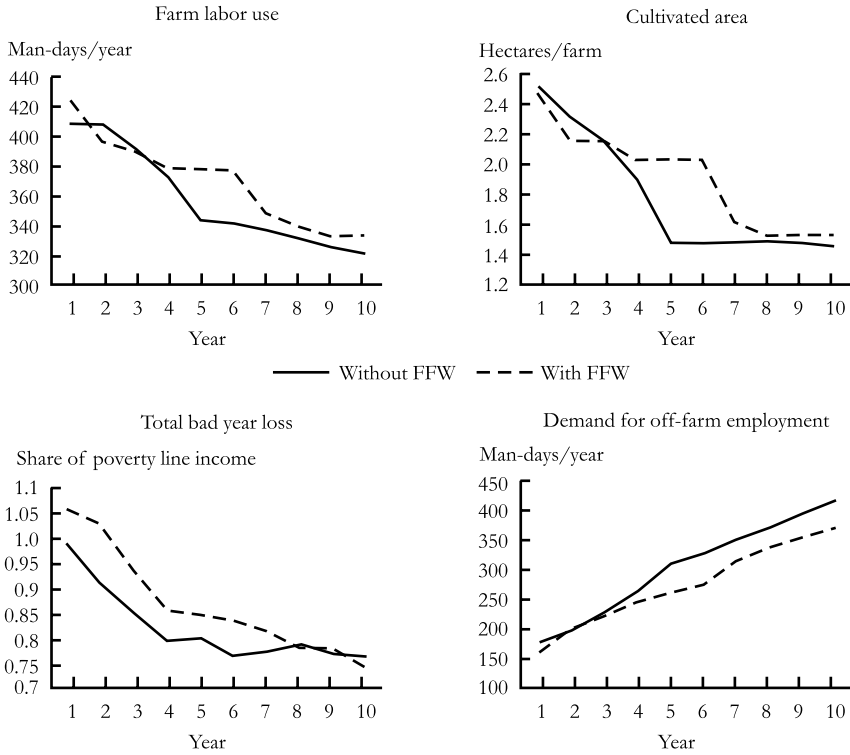 Farm labor use
Man-days/year
440
420
400
380
360
340
320
300
1 2 3 4 5 6 7 8 9 10
Year
Cultivated area
Hectares/farm
2.6
2.4
2.2
2.0
1.8
1.6
1.4
1.2
1 2 3 4 5 6 7 8 9 10
Year
Without FFW With FFW
Total bad year loss
Share of poverty line income
1.1
1.05
1.0
0.95
0.9
0.85
0.8
0.75
0.7
1 2 3 4 5 6 7 8 9 10
Year
Demand for off-farm employment
Man-days/year
450
400
350
300
250
200
150
100
1 2 3 4 5 6 7 8 9 10
Year